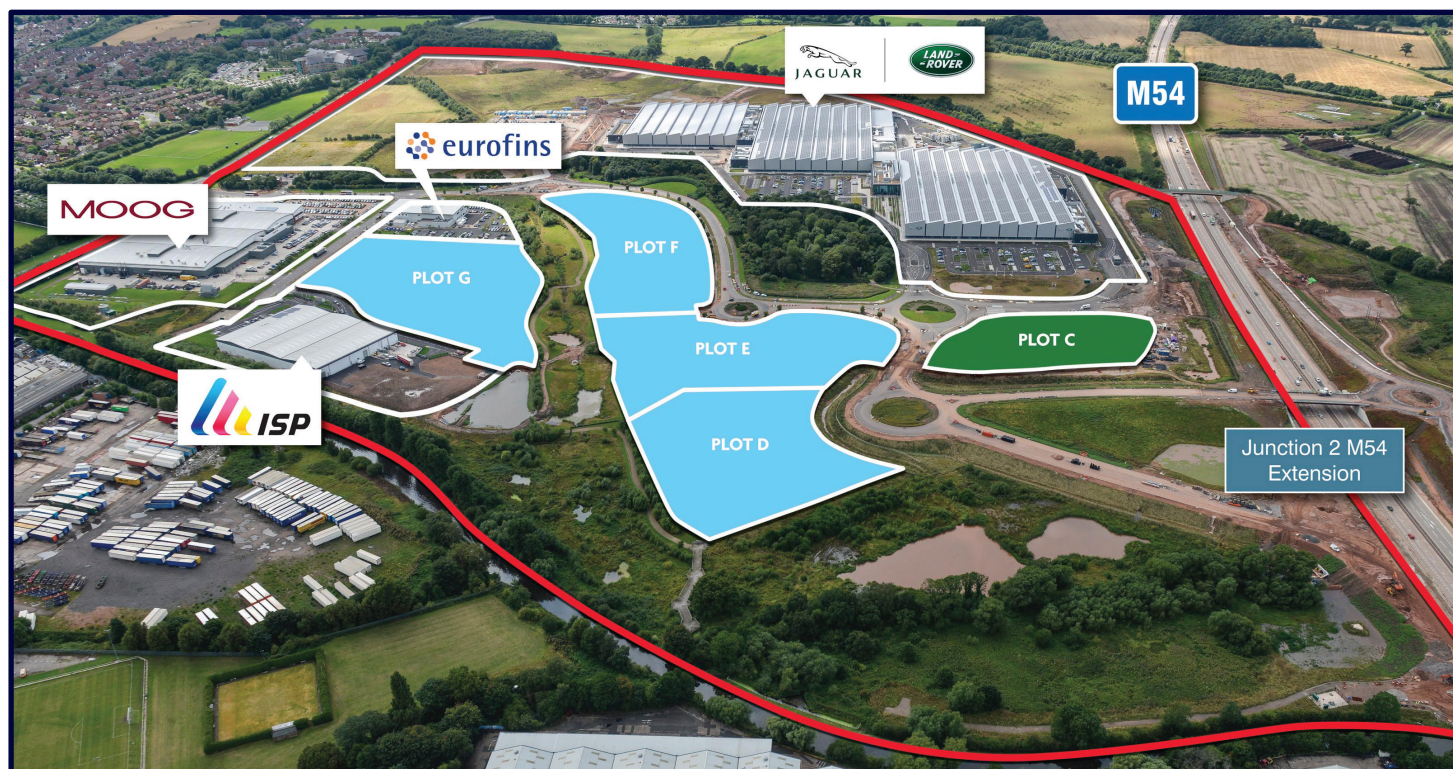 JAGUAR
LAND-
-ROVER
M54
eurofins
MOOG
PLOT F
PLOT G
PLOT C
PLOT E
ISP
PLOT D
Junction 2 M54
Extension